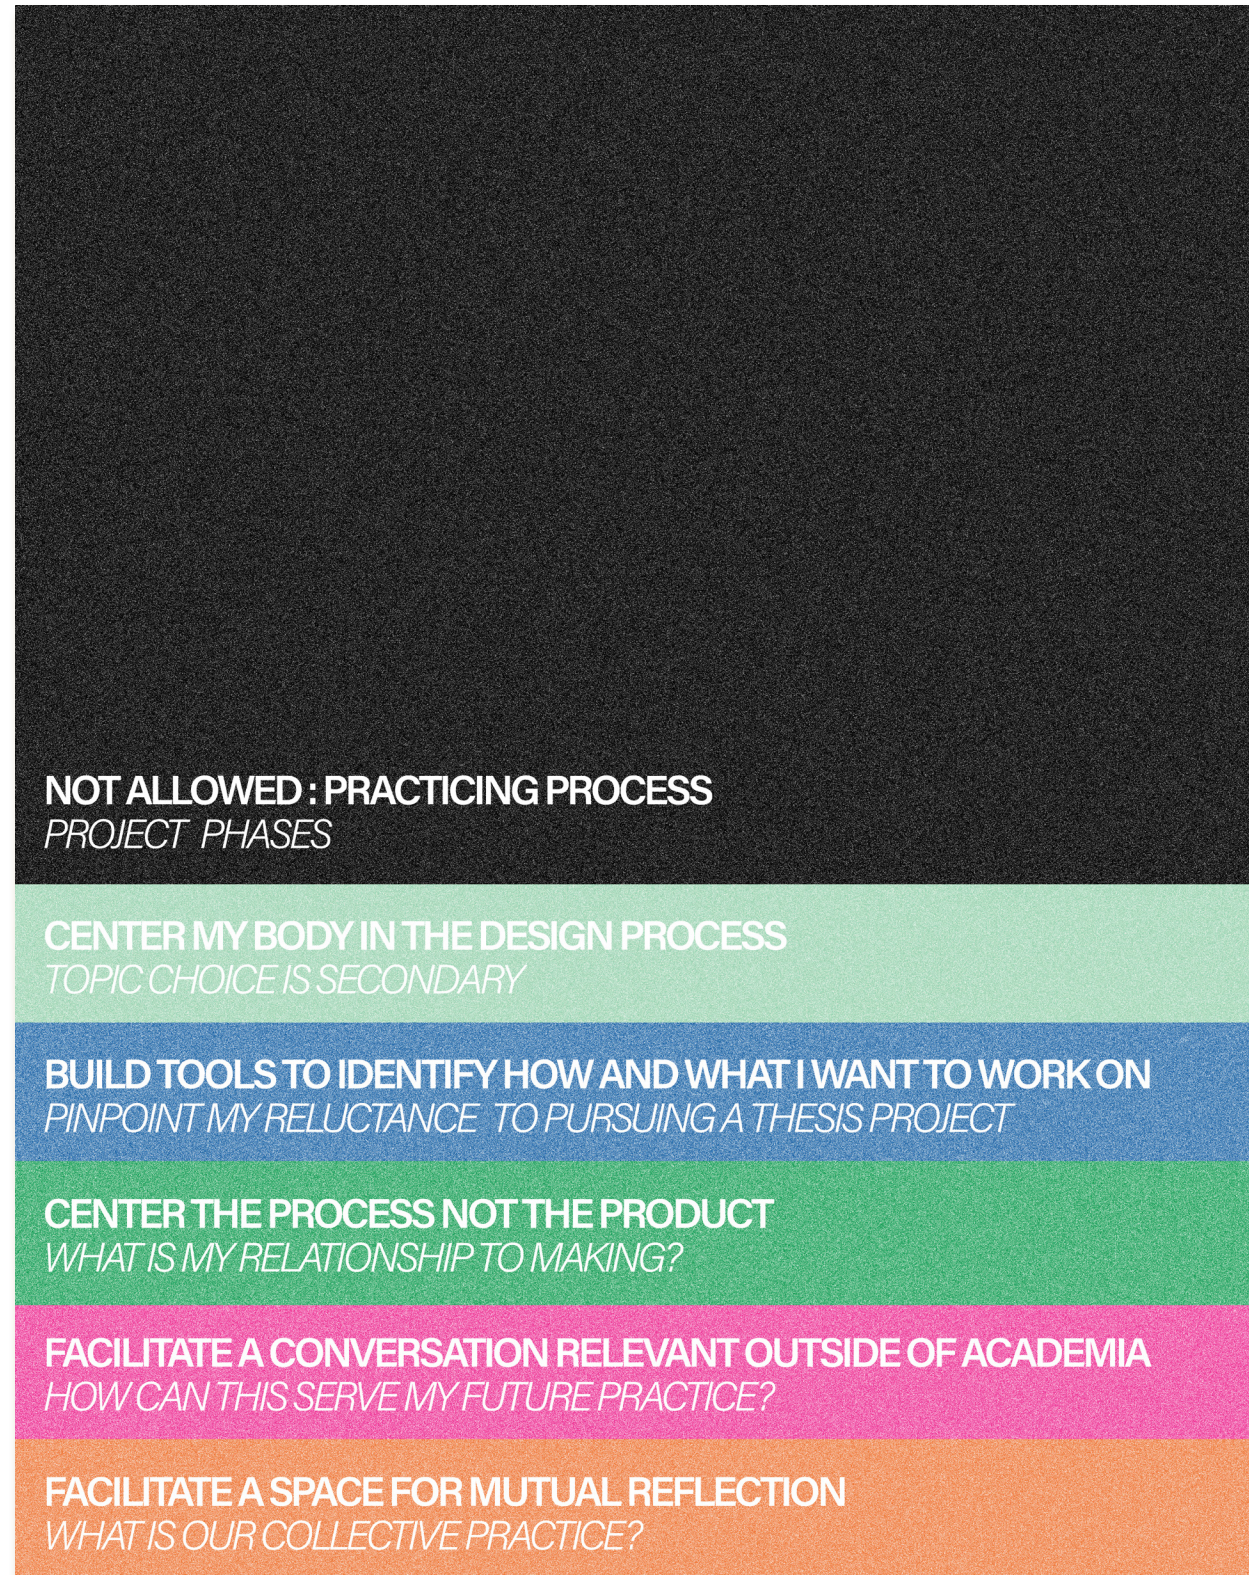 NOT ALLOWED : PRACTICING PROCESS
PROJECT PHASES
CENTER MY BODY IN THE DESIGN PROCESS
TOPIC CHOICE IS SECONDARY
BUILD TOOLS TO IDENTIFY HOW AND WHAT I WANT TO WORK ON
PINPOINT MY RELUCTANCE TO PURSUING A THESIS PROJECT
CENTER THE PROCESS NOT THE PRODUCT
WHAT IS MY RELATIONSHIP TO MAKING?
FACILITATE A CONVERSATION RELEVANT OUTSIDE OF ACADEMIA
HOW CAN THIS SERVE MY FUTURE PRACTICE?
FACILITATE A SPACE FOR MUTUAL REFLECTION
WHAT IS OUR COLLECTIVE PRACTICE?